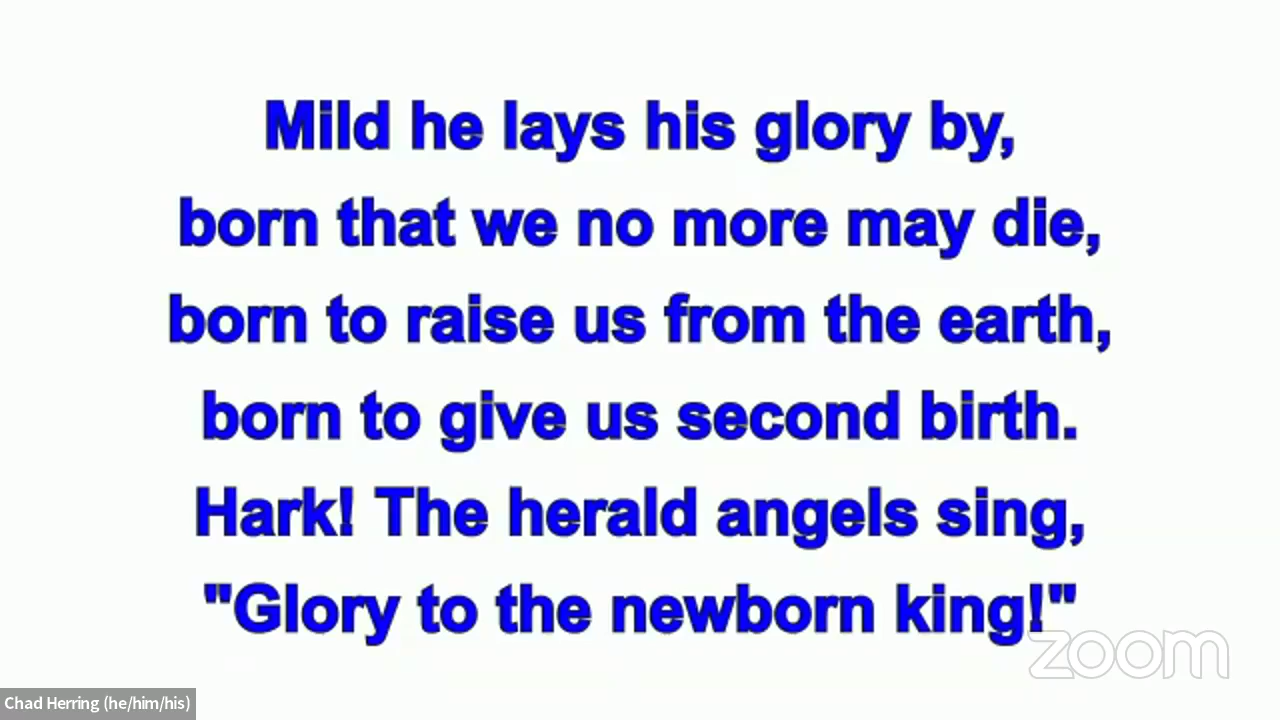 Mild he lays his glory by,
born that we no more may die,
born to raise us from the earth,
born to give us second birth.
Hark! The herald angels sing,
"Glory to the newborn king!"
zoom
Chad Herring (he/him/his)